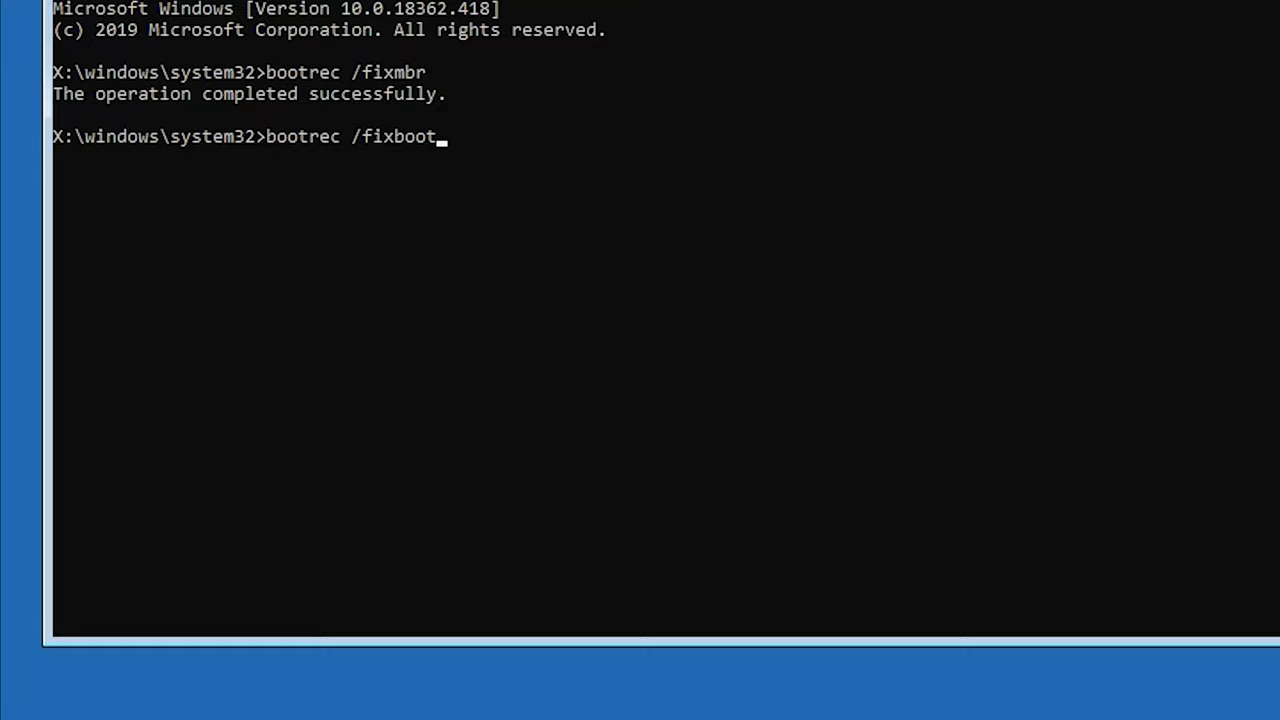 Microsoft Windows [Version 10.0.18362.418]
(c) 2019 Microsoft Corporation. All rights reserved.
X:\windows\system32>bootrec /fixmbr
The operation completed successfully.
X:\windows\system32>bootrec /fixboot_